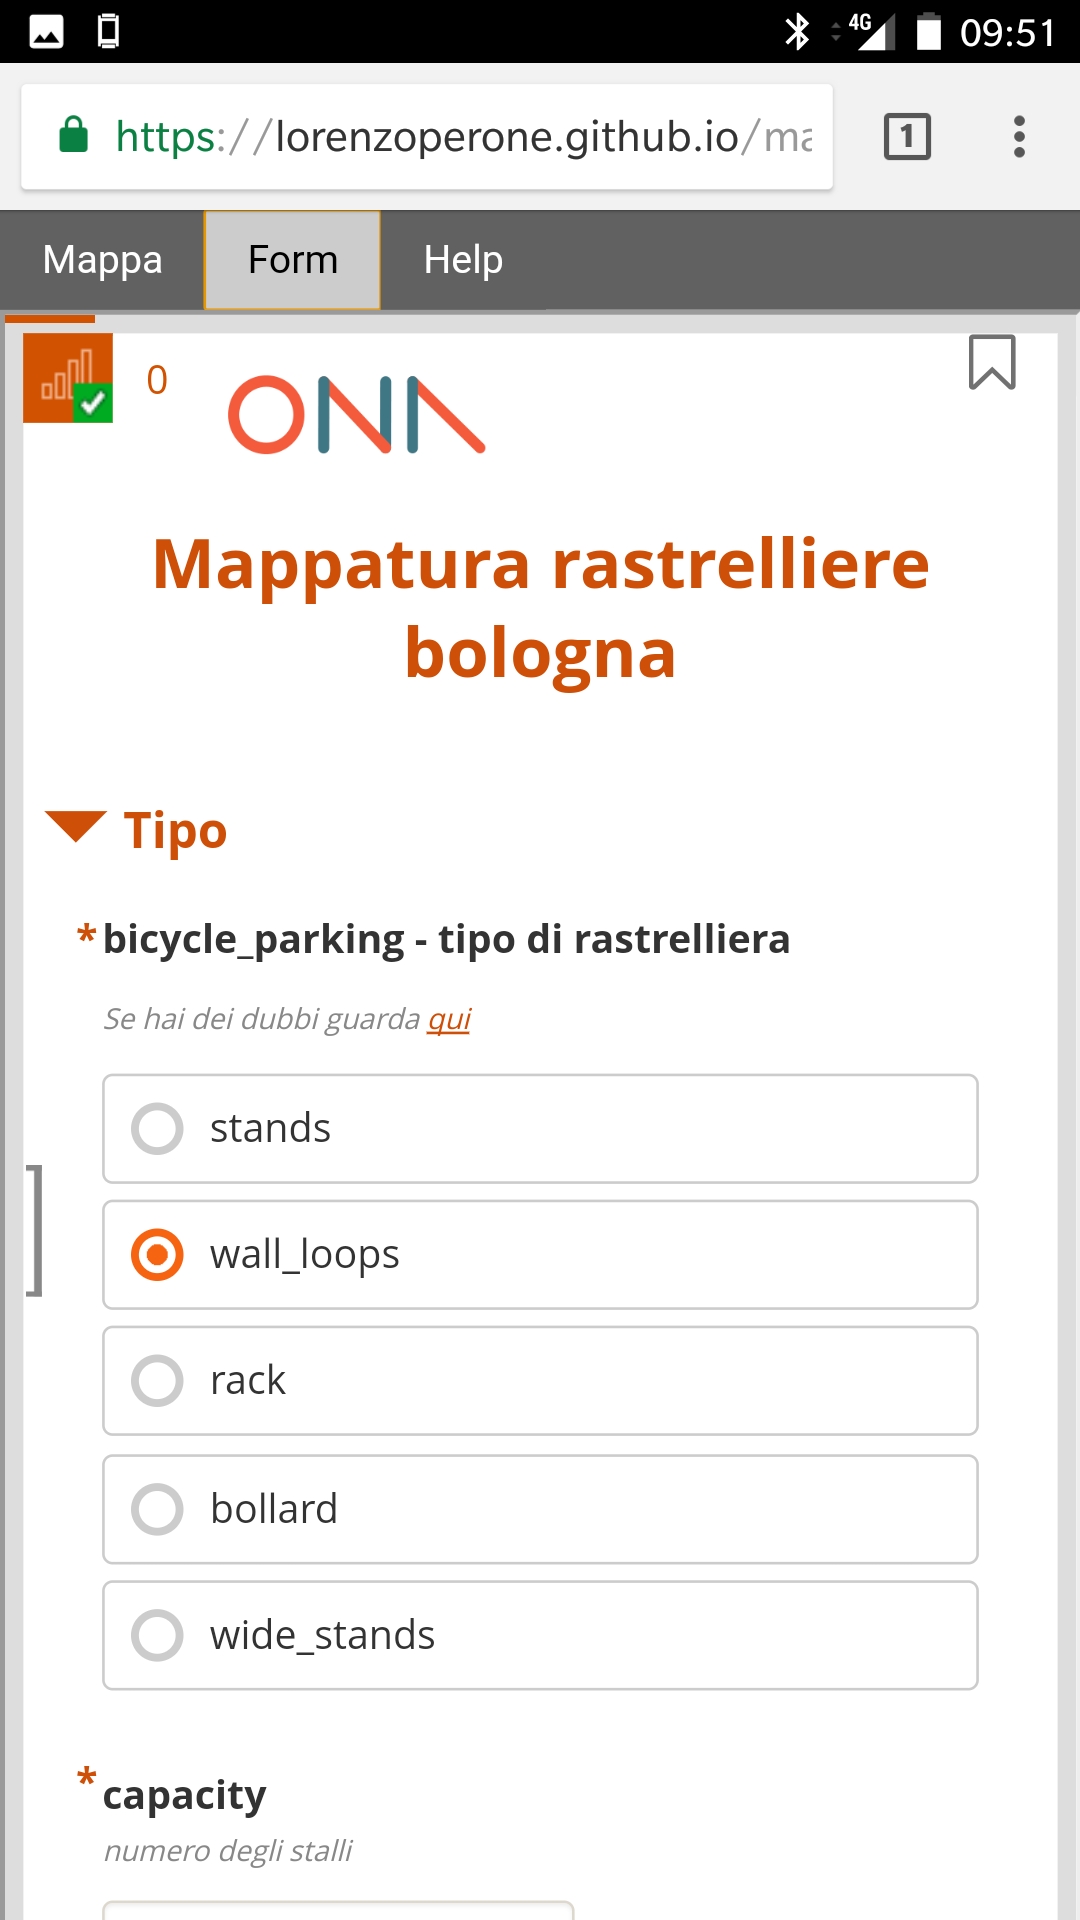 4G 09:51
https://lorenzoperone.github.io/ma
1
Mappa Form Help
0
ONA
Mappatura rastrelliere
bologna
Tipo
*bicycle_parking - tipo di rastrelliera
Se hai dei dubbi guarda qui
stands
wall_loops
rack
bollard
wide_stands
*capacity
numero degli stalli